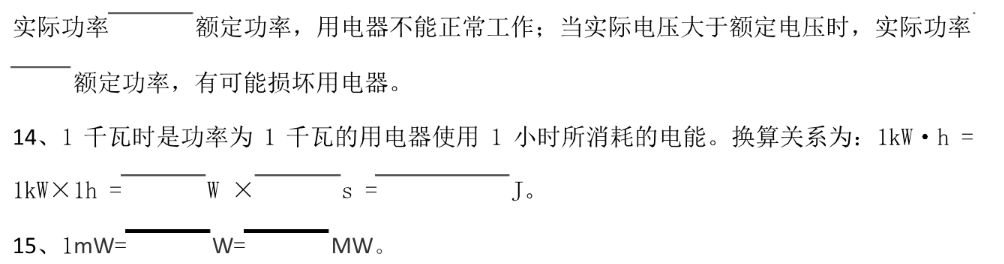 实际功率________额定功率，用电器不能正常工作；当实际电压大于额定电压时，实际功率
______额定功率，有可能损坏用电器。
14、1 千瓦时是功率为 1 千瓦的用电器使用 1 小时所消耗的电能。换算关系为：1kW·h =
1kW×1h =________W ×________s =____________J。
15、1mW=________W=________MW。